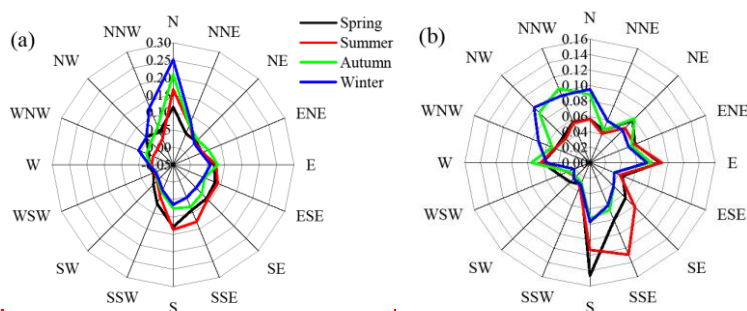 (a)
N
NNE
NE
ENE
E
ESE
SE
SSE
S
SSW
SW
WSW
W
WNW
NW
NNW
0.30
0.25
0.20
0.15
Spring
Summer
Autumn
Winter
(b)
N
NNE
NE
ENE
E
ESE
SE
SSE
S
SSW
SW
WSW
W
WNW
NW
NNW
0.16
0.14
0.12
0.10
0.08
0.06
0.04
0.02
0.00